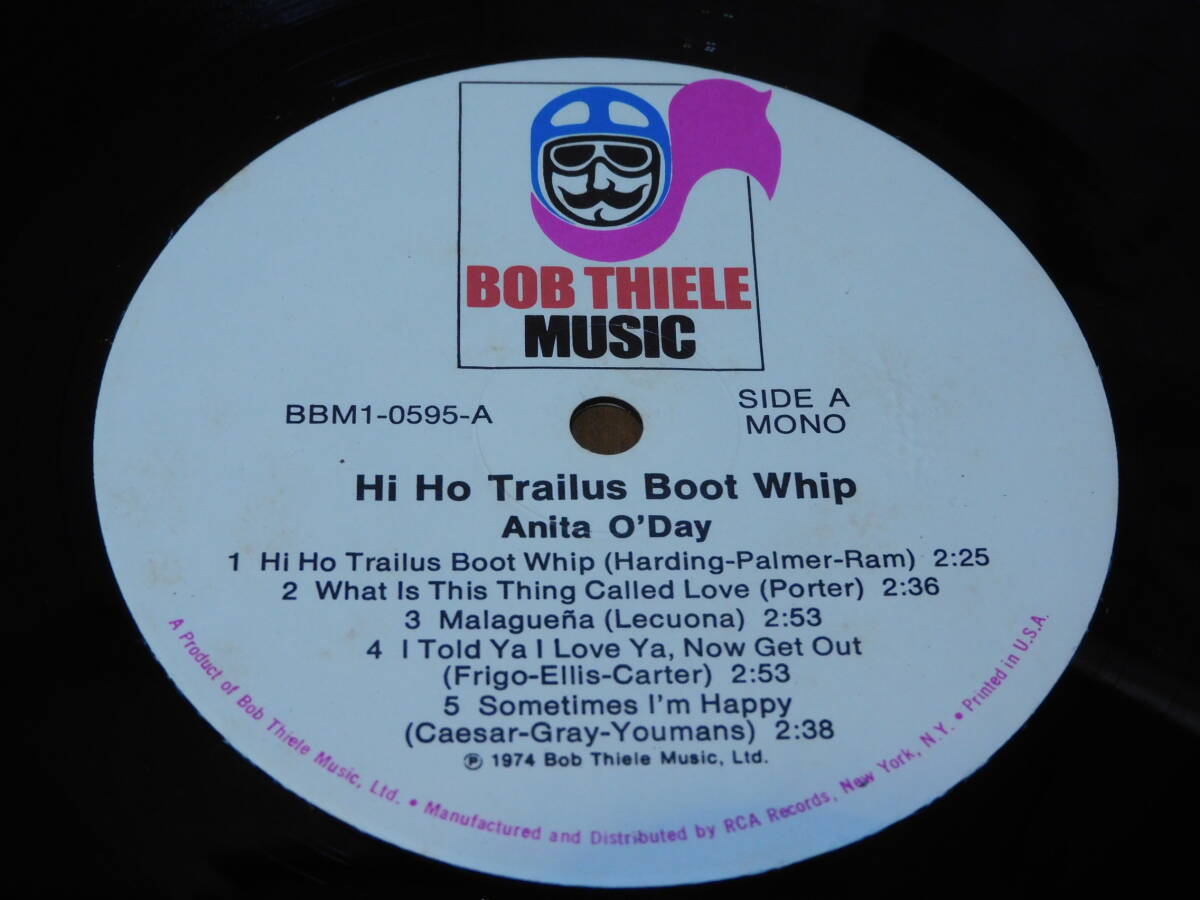 BOB THIELE
MUSIC
BBM1-0595-A
SIDE A
MONO
Hi Ho Trailus Boot Whip
Anita O'Day
1 Hi Ho Trailus Boot Whip (Harding-Palmer-Ram) 2:25
2 What Is This Thing Called Love (Porter) 2:36
3 Malagueña (Lecuona) 2:53
4 I Told Ya I Love Ya, Now Get Out
(Frigo-Ellis-Carter) 2:53
5 Sometimes I'm Happy
(Caesar-Gray-Youmans) 2:38
℗ 1974 Bob Thiele Music, Ltd.
A Product of Bob Thiele Music, Ltd. • Manufactured and Distributed by RCA Records, New York, N.Y. • Printed in U.S.A.